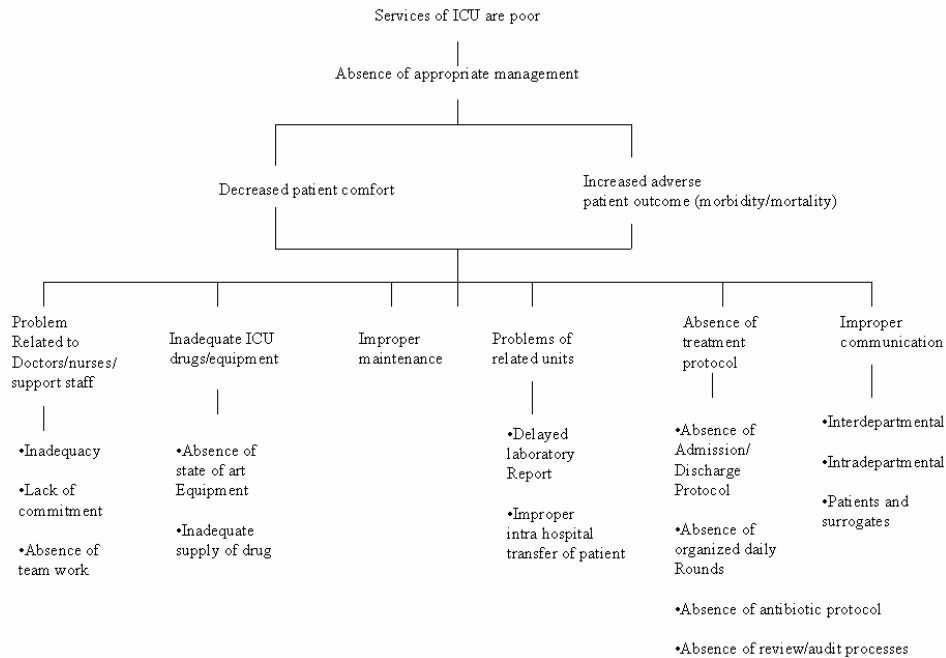 Services of ICU are poor
Absence of appropriate management
Decreased patient comfort
Increased adverse
patient outcome (morbidity/mortality)
Problem
Related to
Doctors/nurses/
support staff
Inadequate ICU
drugs/equipment
Improper
maintenance
Problems of
related units
Absence of
treatment
protocol
Improper
communication
•Inadequacy
•Lack of
commitment
•Absence of
team work
•Absence of
state of art
Equipment
•Inadequate
supply of drug
•Delayed
laboratory
Report
•Improper
intra hospital
transfer of patient
•Absence of
Admission/
Discharge
Protocol
•Absence of
organized daily
Rounds
•Absence of antibiotic protocol
•Absence of review/audit processes
•Interdepartmental
•Intradepartmental
•Patients and
surrogates